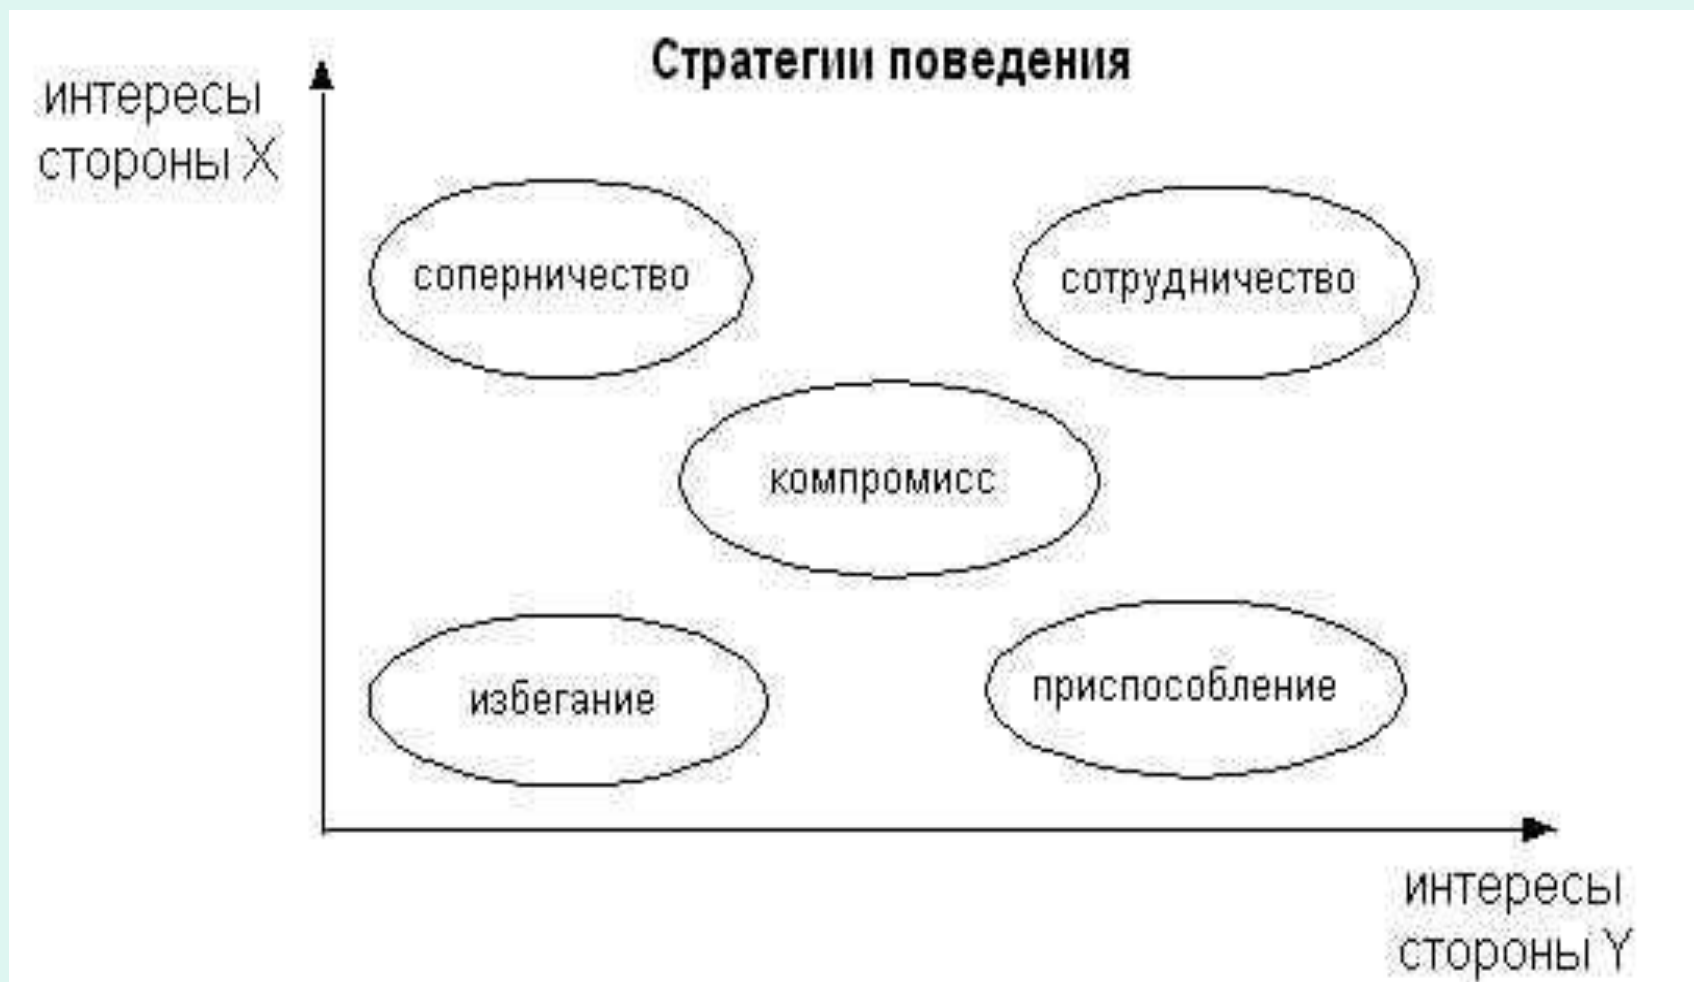 Стратегии поведения
интересы
стороны X
соперничество
сотрудничество
компромисс
избегание
приспособление
интересы
стороны Y